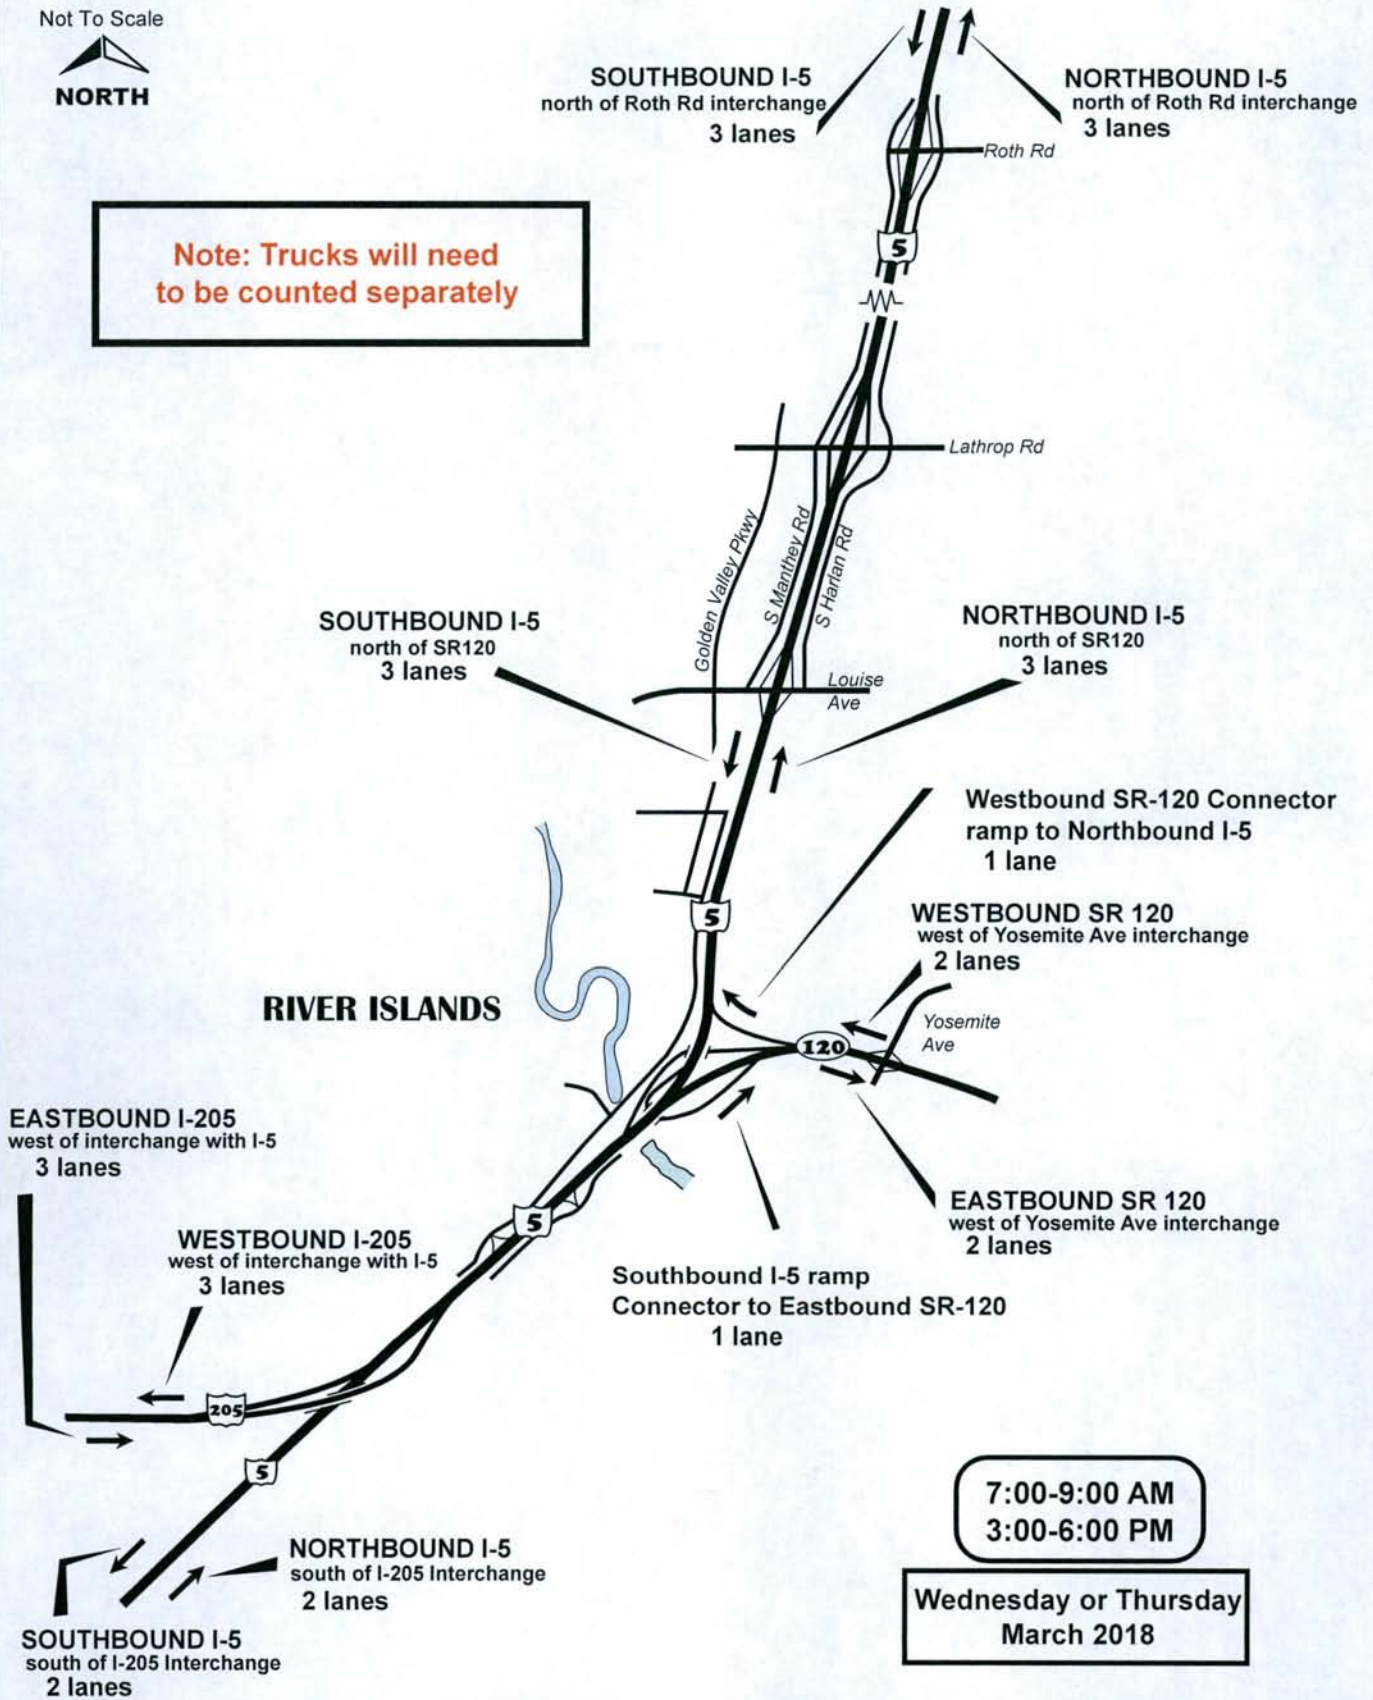 Not To Scale
NORTH
SOUTHBOUND I-5
north of Roth Rd interchange
3 lanes
NORTHBOUND I-5
north of Roth Rd interchange
3 lanes
Roth Rd
5
Note: Trucks will need
to be counted separately
Lathrop Rd
Golden Valley Pkwy
S Manthey Rd
S Harlan Rd
SOUTHBOUND I-5
north of SR120
3 lanes
NORTHBOUND I-5
north of SR120
3 lanes
Louise
Ave
Westbound SR-120 Connector
ramp to Northbound I-5
1 lane
5
WESTBOUND SR 120
west of Yosemite Ave interchange
2 lanes
RIVER ISLANDS
Yosemite
Ave
120
EASTBOUND I-205
west of interchange with I-5
3 lanes
EASTBOUND SR 120
west of Yosemite Ave interchange
2 lanes
5
WESTBOUND I-205
west of interchange with I-5
3 lanes
Southbound I-5 ramp
Connector to Eastbound SR-120
1 lane
205
5
7:00-9:00 AM
3:00-6:00 PM
NORTHBOUND I-5
south of I-205 Interchange
2 lanes
Wednesday or Thursday
March 2018
SOUTHBOUND I-5
south of I-205 Interchange
2 lanes